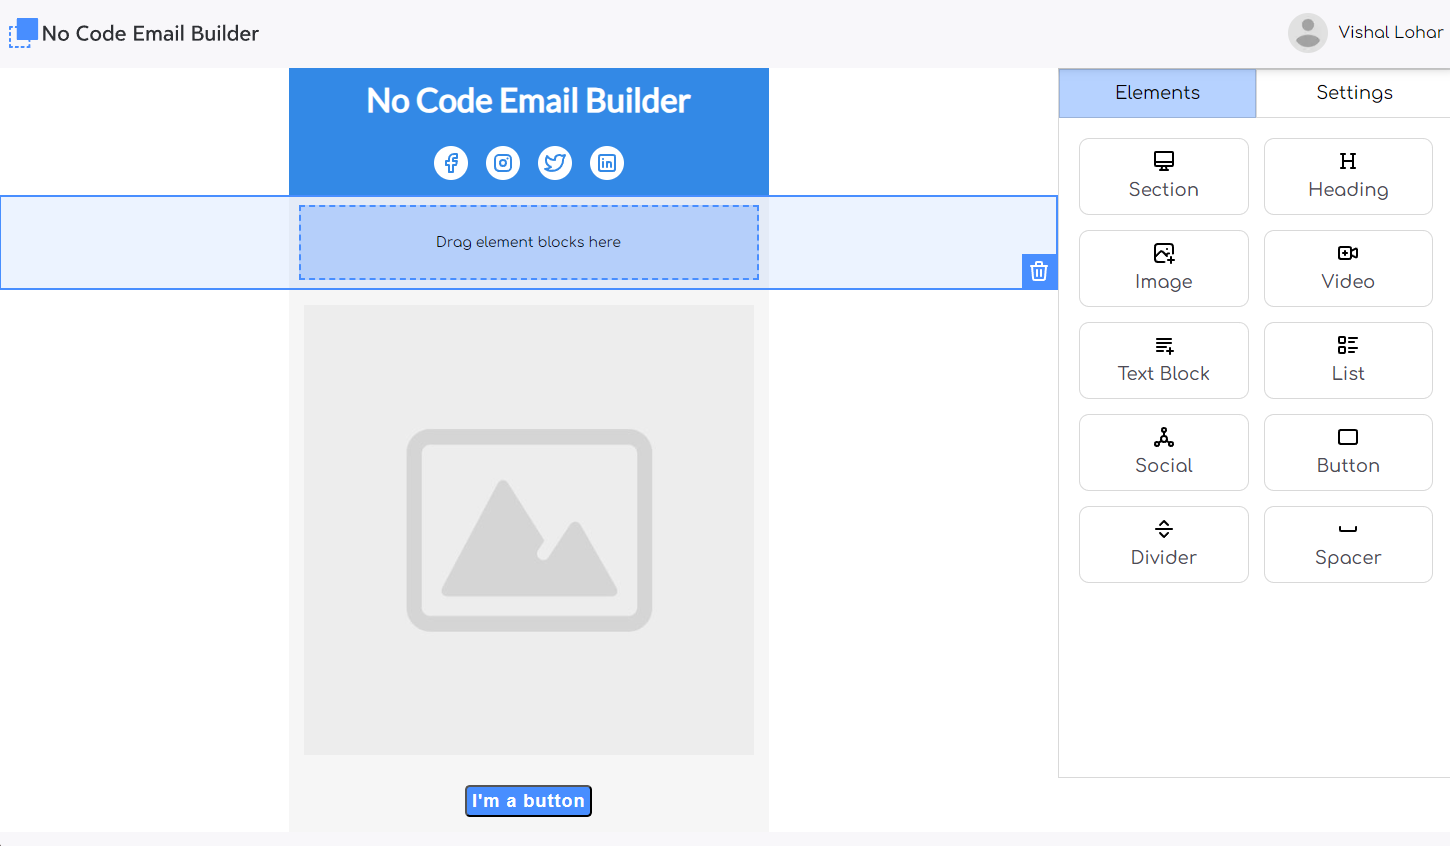 No Code Email Builder
Vishal Lohar
No Code Email Builder
Drag element blocks here
I'm a button
Elements
Settings
Section
Heading
Image
Video
Text Block
List
Social
Button
Divider
Spacer